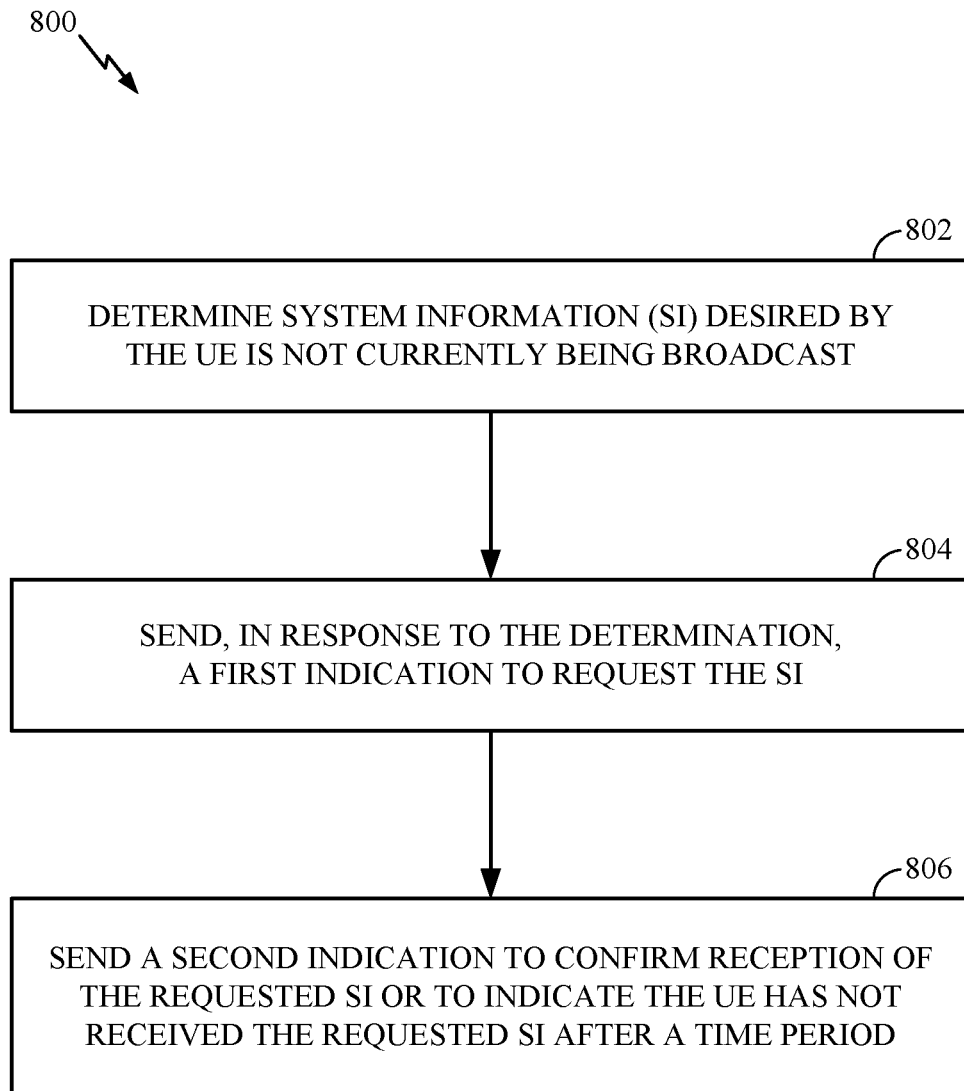 800
802
DETERMINE SYSTEM INFORMATION (SI) DESIRED BY
THE UE IS NOT CURRENTLY BEING BROADCAST
804
SEND, IN RESPONSE TO THE DETERMINATION,
A FIRST INDICATION TO REQUEST THE SI
806
SEND A SECOND INDICATION TO CONFIRM RECEPTION OF
THE REQUESTED SI OR TO INDICATE THE UE HAS NOT
RECEIVED THE REQUESTED SI AFTER A TIME PERIOD